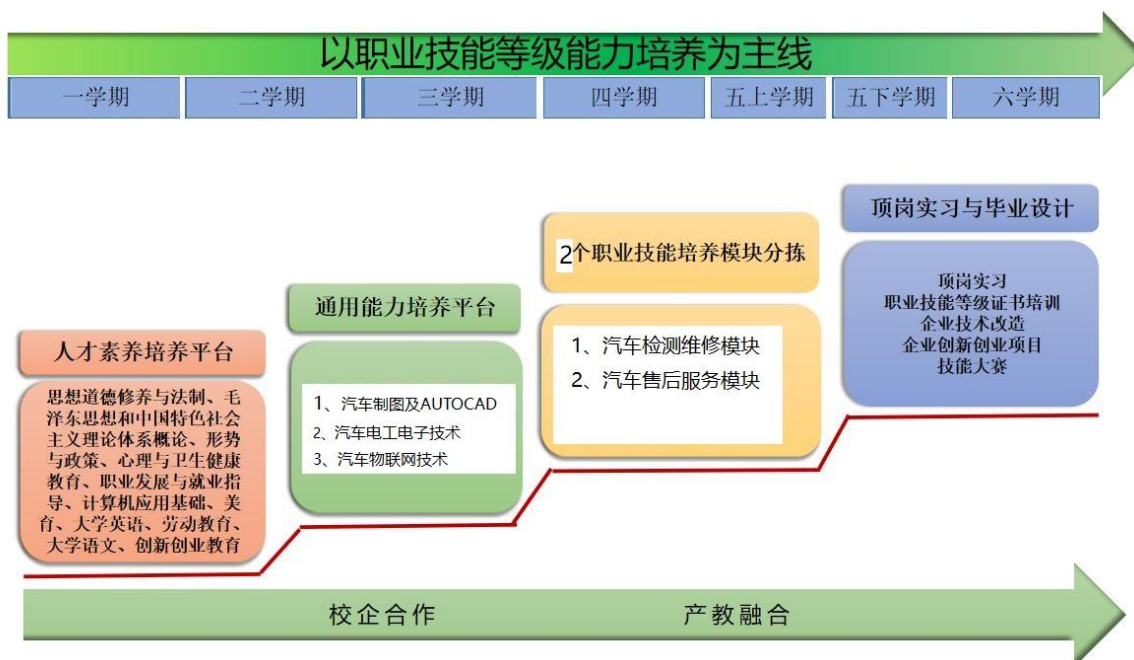 以职业技能等级能力培养为主线
一学期
二学期
三学期
四学期
五上学期
五下学期
六学期
人才素养培养平台
思想道德修养与法制、毛
泽东思想和中国特色社会
主义理论体系概论、形势
与政策、心理与卫生健康
教育、职业发展与就业指
导、计算机应用基础、美
育、大学英语、劳动教育、
大学语文、创新创业教育
通用能力培养平台
1、汽车制图及AUTOCAD
2、汽车电工电子技术
3、汽车物联网技术
2个职业技能培养模块分拣
1、汽车检测维修模块
2、汽车售后服务模块
顶岗实习与毕业设计
顶岗实习
职业技能等级证书培训
企业技术改造
企业创新创业项目
技能大赛
校企合作
产教融合